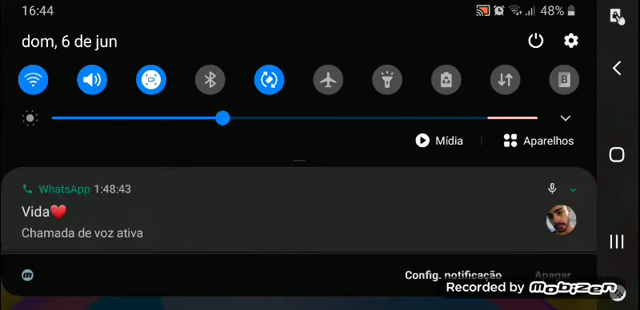 16:44
48%
dom, 6 de jun
B
Mídia
Aparelhos
WhatsApp 1:48:43
Vida❤️
Chamada de voz ativa
m
Config. notificação
Apagar
Recorded by MOBIZEN